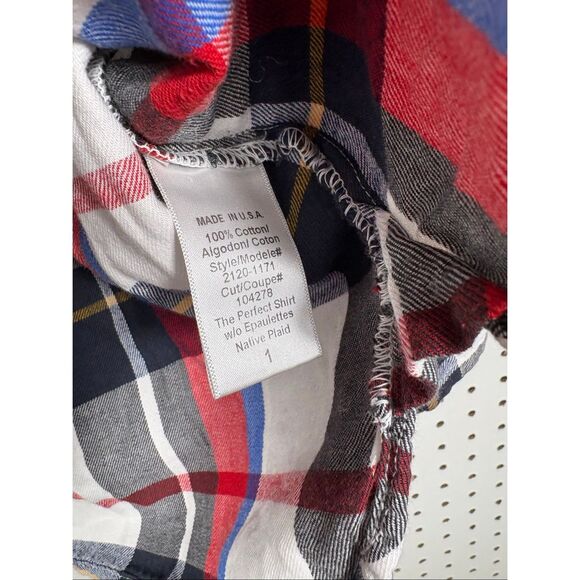 MADE IN U.S.A.
100% Cotton/
Algodon/ Coton
Style/Modele#
2120-1171
Cut/Coupe#
104278
The Perfect Shirt
w/o Epaulettes
Native Plaid
1